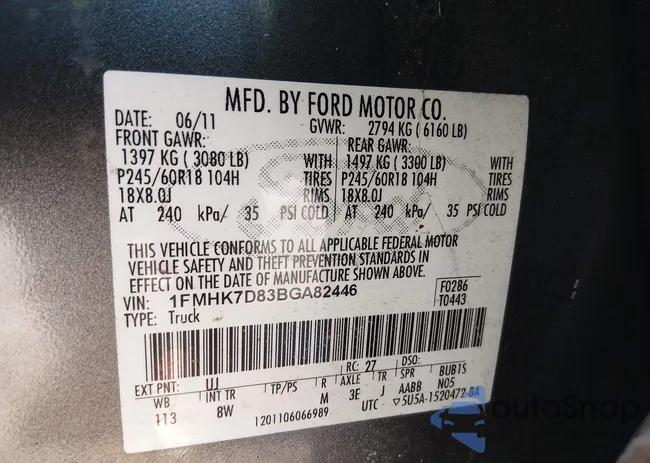 MFD. BY FORD MOTOR CO.
DATE: 06/11 GVWR: 2794 KG ( 6160 LB)
FRONT GAWR: REAR GAWR:
1397 KG ( 3080 LB) WITH 1497 KG ( 3300 LB) WITH
P245/60R18 104H TIRES P245/60R18 104H TIRES
18X8.0J RIMS 18X8.0J RIMS
AT 240 kPa/ 35 PSI COLD AT 240 kPa/ 35 PSI COLD
THIS VEHICLE CONFORMS TO ALL APPLICABLE FEDERAL MOTOR
VEHICLE SAFETY AND THEFT PREVENTION STANDARDS IN
EFFECT ON THE DATE OF MANUFACTURE SHOWN ABOVE.
VIN: 1FMHK7D83BGA82446 F0286
TYPE: Truck T0443
EXT PNT: UJ RC: 27 DSO:
WB INT TR TP/PS R AXLE TR SPR BUB1S
113 8W M 3E J AABB N05
1201106066989 UTC 5U5A-1520472-BA
autoSnap